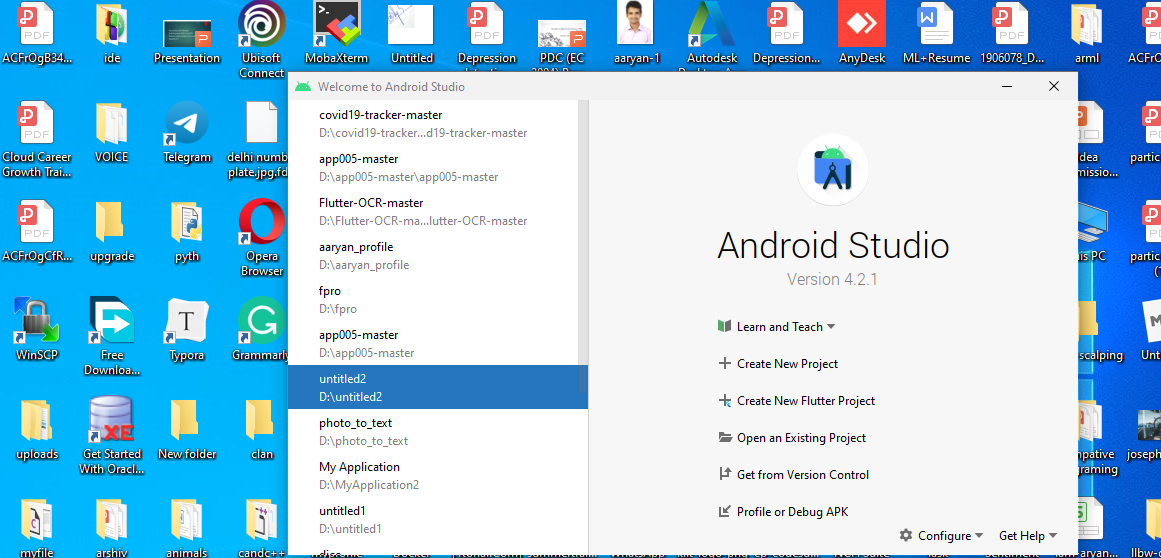 ACFrOgB34...
ide
Presentation
Ubisoft
Connect
MobaXterm
Untitled
Depression
PDC (EC
aaryan-1
Autodesk
Depression...
AnyDesk
ML+Resume
1906078_D...
arml
Welcome to Android Studio
Cloud Career
Growth Trai...
VOICE
Telegram
delhi numb
plate.jpg.fd
ACFrOgCfR...
upgrade
pyth
Opera
Browser
WinSCP
Free
Downloa...
Typora
Grammarly
uploads
Get Started
With Oracl...
New folder
clan
myfile
arshiv
animals
candc++
covid19-tracker-master
D:\covid19-tracker...d19-tracker-master
app005-master
D:\app005-master\app005-master
Flutter-OCR-master
D:\Flutter-OCR-ma...lutter-OCR-master
aaryan_profile
D:\aaryan_profile
fpro
D:\fpro
app005-master
D:\app005-master
untitled2
D:\untitled2
photo_to_text
D:\photo_to_text
My Application
D:\MyApplication2
untitled1
D:\untitled1
Android Studio
Version 4.2.1
Learn and Teach
Create New Project
Create New Flutter Project
Open an Existing Project
Get from Version Control
Profile or Debug APK
Configure
Get Help
dea
missio...
partic
is PC
partic
scalping
Unt
npative
graming
joseph
llbw-c